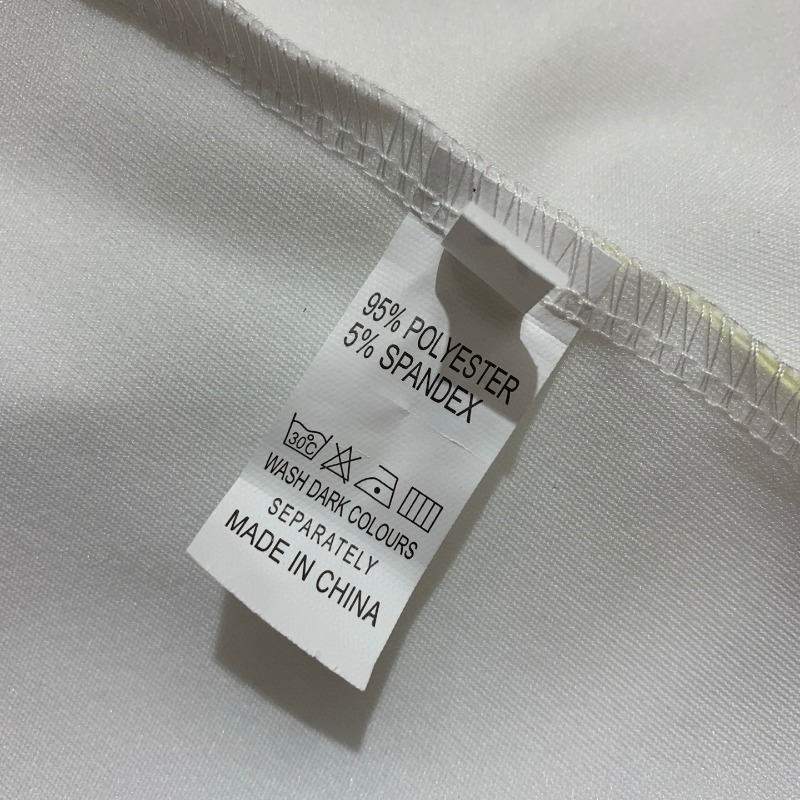 95% POLYESTER
5% SPANDEX
30°C
WASH DARK COLOURS
SEPARATELY
MADE IN CHINA